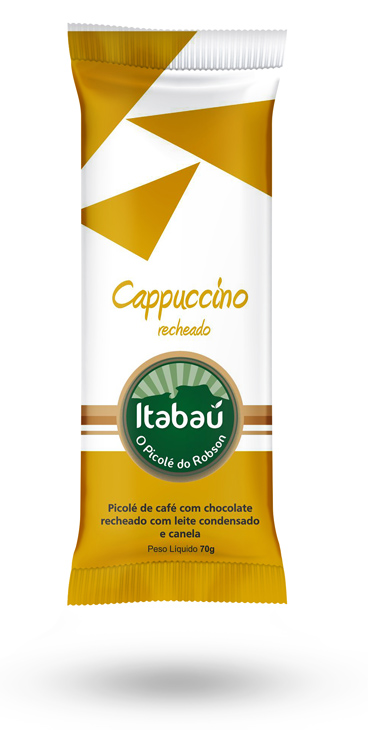 Cappuccino
recheado
Itabaú
O Picolé do Robson
Picolé de café com chocolate
recheado com leite condensado
e canela
Peso Líquido 70g